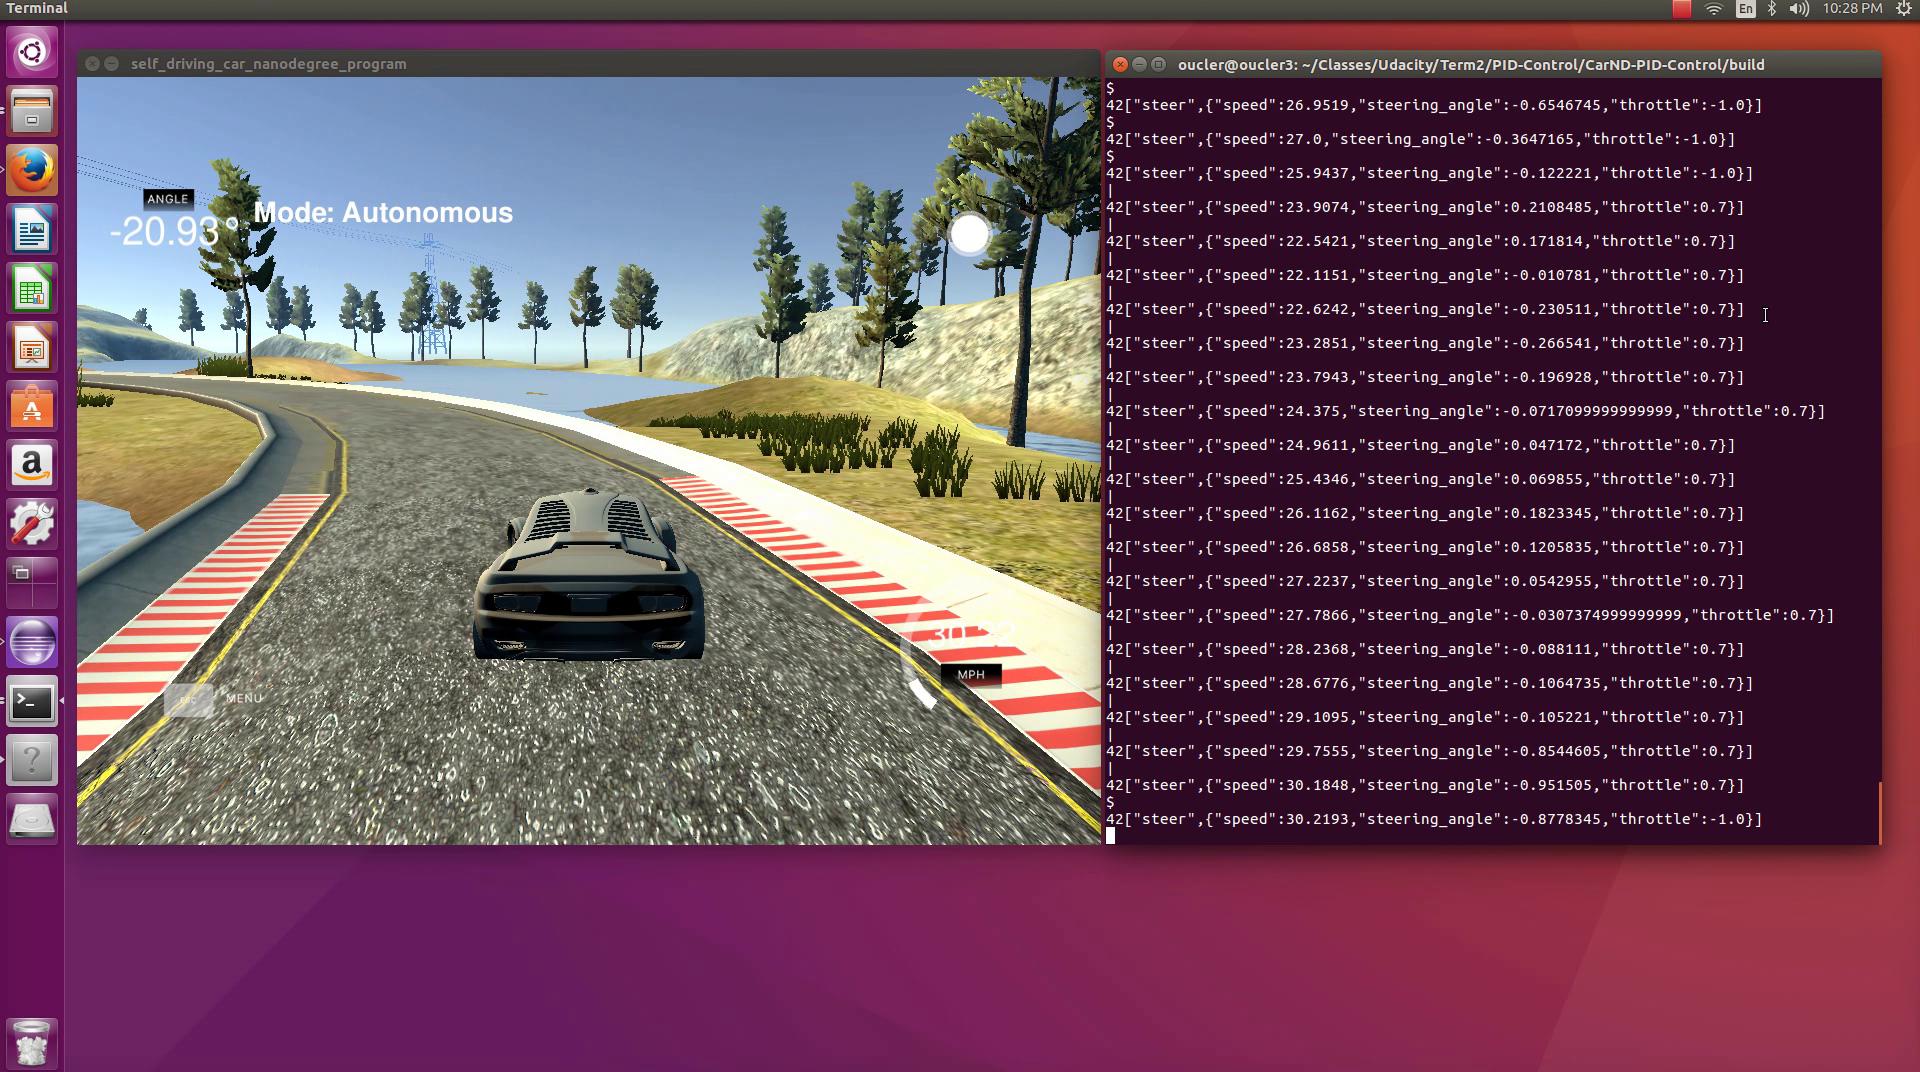 Terminal
En
10:28 PM
self_driving_car_nanodegree_program
ANGLE
-20.93°
Mode: Autonomous
30.22
MPH
ESC
MENU
oucler@oucler3: ~/Classes/Udacity/Term2/PID-Control/CarND-PID-Control/build
$
42["steer",{"speed":26.9519,"steering_angle":-0.6546745,"throttle":-1.0}]
$
42["steer",{"speed":27.0,"steering_angle":-0.3647165,"throttle":-1.0}]
$
42["steer",{"speed":25.9437,"steering_angle":-0.122221,"throttle":-1.0}]
|
42["steer",{"speed":23.9074,"steering_angle":0.2108485,"throttle":0.7}]
|
42["steer",{"speed":22.5421,"steering_angle":0.171814,"throttle":0.7}]
|
42["steer",{"speed":22.1151,"steering_angle":-0.010781,"throttle":0.7}]
|
42["steer",{"speed":22.6242,"steering_angle":-0.230511,"throttle":0.7}]
|
42["steer",{"speed":23.2851,"steering_angle":-0.266541,"throttle":0.7}]
|
42["steer",{"speed":23.7943,"steering_angle":-0.196928,"throttle":0.7}]
|
42["steer",{"speed":24.375,"steering_angle":-0.0717099999999999,"throttle":0.7}]
|
42["steer",{"speed":24.9611,"steering_angle":0.047172,"throttle":0.7}]
|
42["steer",{"speed":25.4346,"steering_angle":0.069855,"throttle":0.7}]
|
42["steer",{"speed":26.1162,"steering_angle":0.1823345,"throttle":0.7}]
|
42["steer",{"speed":26.6858,"steering_angle":0.1205835,"throttle":0.7}]
|
42["steer",{"speed":27.2237,"steering_angle":0.0542955,"throttle":0.7}]
|
42["steer",{"speed":27.7866,"steering_angle":-0.0307374999999999,"throttle":0.7}]
|
42["steer",{"speed":28.2368,"steering_angle":-0.088111,"throttle":0.7}]
|
42["steer",{"speed":28.6776,"steering_angle":-0.1064735,"throttle":0.7}]
|
42["steer",{"speed":29.1095,"steering_angle":-0.105221,"throttle":0.7}]
|
42["steer",{"speed":29.7555,"steering_angle":-0.8544605,"throttle":0.7}]
|
42["steer",{"speed":30.1848,"steering_angle":-0.951505,"throttle":0.7}]
$
42["steer",{"speed":30.2193,"steering_angle":-0.8778345,"throttle":-1.0}]